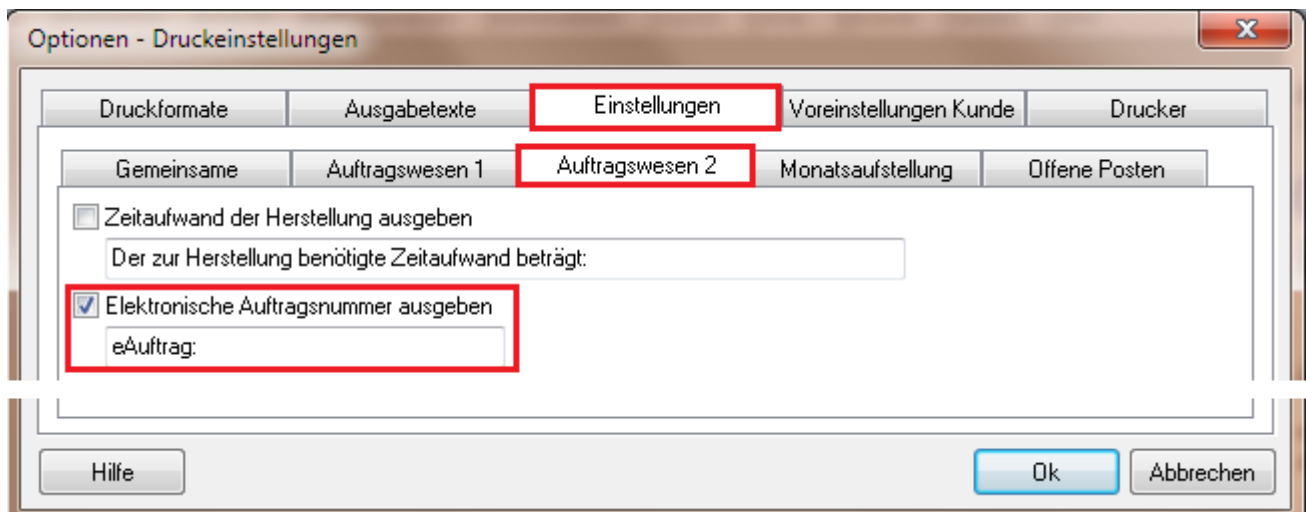 Optionen - Druckeinstellungen
Druckformate Ausgabetexte Einstellungen Voreinstellungen Kunde Drucker
Gemeinsame Auftragswesen 1 Auftragswesen 2 Monatsaufstellung Offene Posten
Zeitaufwand der Herstellung ausgeben
Der zur Herstellung benötigte Zeitaufwand beträgt:
Elektronische Auftragsnummer ausgeben
eAuftrag:
Hilfe Ok Abbrechen